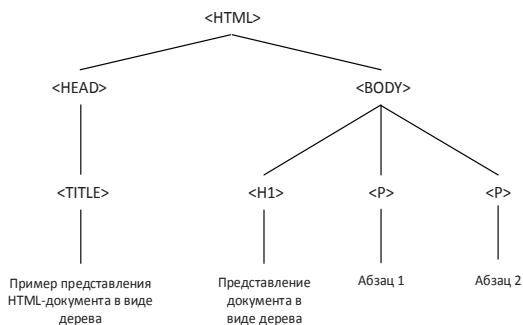 <HTML>
<HEAD>
<BODY>
<TITLE>
<H1>
<P>
<P>
Пример представления
HTML-документа в виде
дерева
Представление
документа в
виде дерева
Абзац 1
Абзац 2